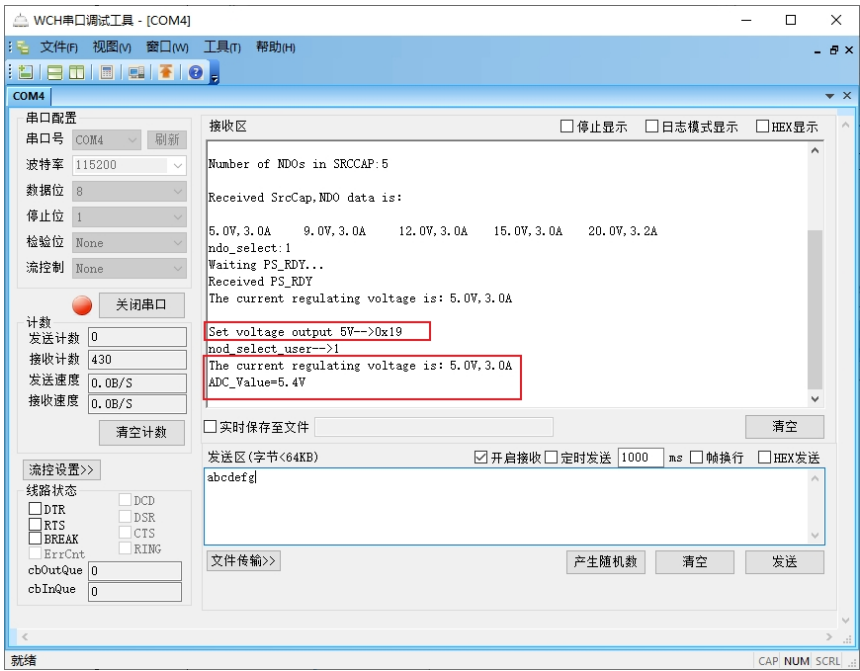 WCH串口调试工具 - [COM4]
文件(F) 视图(V) 窗口(W) 工具(T) 帮助(H)
COM4
串口配置
串口号 COM4 刷新
波特率 115200
数据位 8
停止位 1
检验位 None
流控制 None
关闭串口
计数
发送计数 0
接收计数 430
发送速度 0.0B/S
接收速度 0.0B/S
清空计数
流控设置>>
线路状态
DTR DCD
RTS DSR
BREAK CTS
ErrCnt RING
cbOutQue 0
cbInQue 0
接收区 停止显示 日志模式显示 HEX显示
Number of NDOs in SRCCAP:5
Received SrcCap,NDO data is:
5.0V,3.0A 9.0V,3.0A 12.0V,3.0A 15.0V,3.0A 20.0V,3.2A
ndo_select:1
Waiting PS_RDY...
Received PS_RDY
The current regulating voltage is: 5.0V,3.0A
Set voltage output 5V-->0x19
nod_select_user-->1
The current regulating voltage is: 5.0V,3.0A
ADC_Value=5.4V
实时保存至文件 清空
发送区(字节<64KB) 开启接收 定时发送 1000 ms 帧换行 HEX发送
abcdefg
文件传输>> 产生随机数 清空 发送
就绪 CAP NUM SCRL